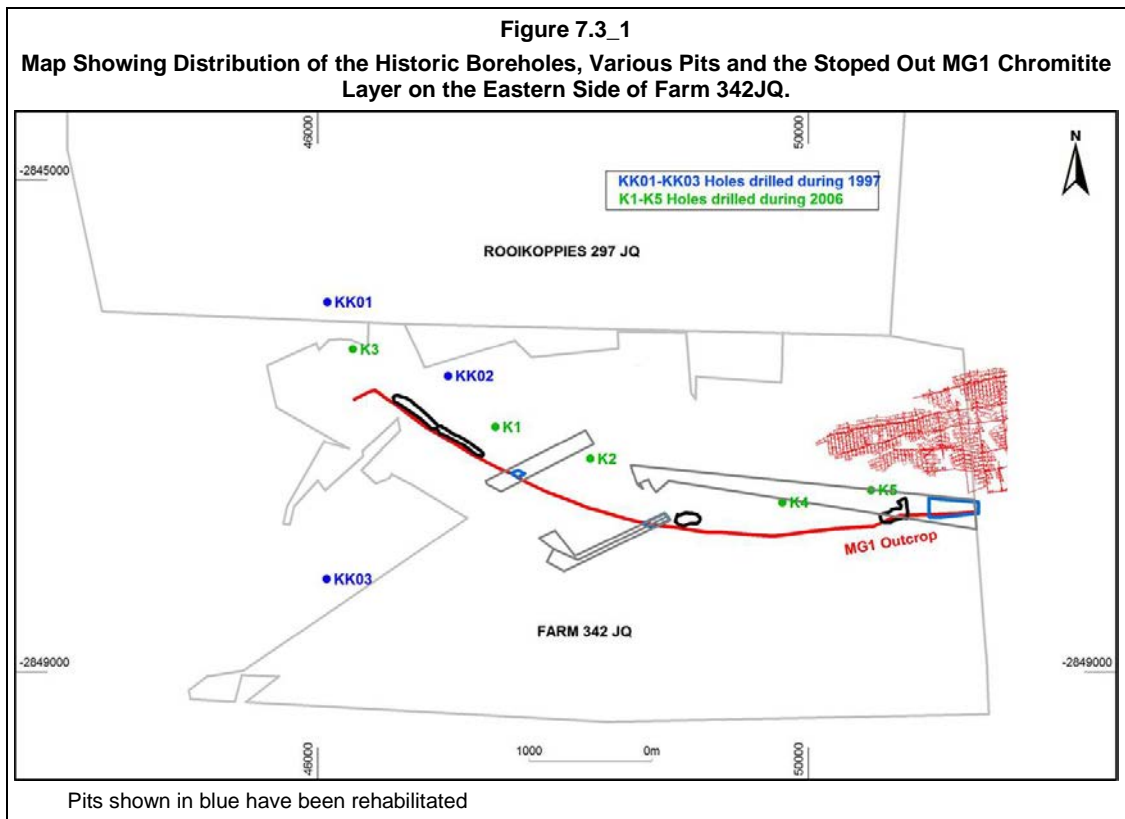 Figure 7.3_1
Map Showing Distribution of the Historic Boreholes, Various Pits and the Stoped Out MG1 Chromitite
Layer on the Eastern Side of Farm 342JQ.
46000
50000
N
-2845000
KK01-KK03 Holes drilled during 1997
K1-K5 Holes drilled during 2006
ROOIKOPPIES 297 JQ
KK01
K3
KK02
K1
K2
K5
K4
MG1 Outcrop
KK03
FARM 342 JQ
-2849000
-2849000
46000
1000
0m
50000
Pits shown in blue have been rehabilitated